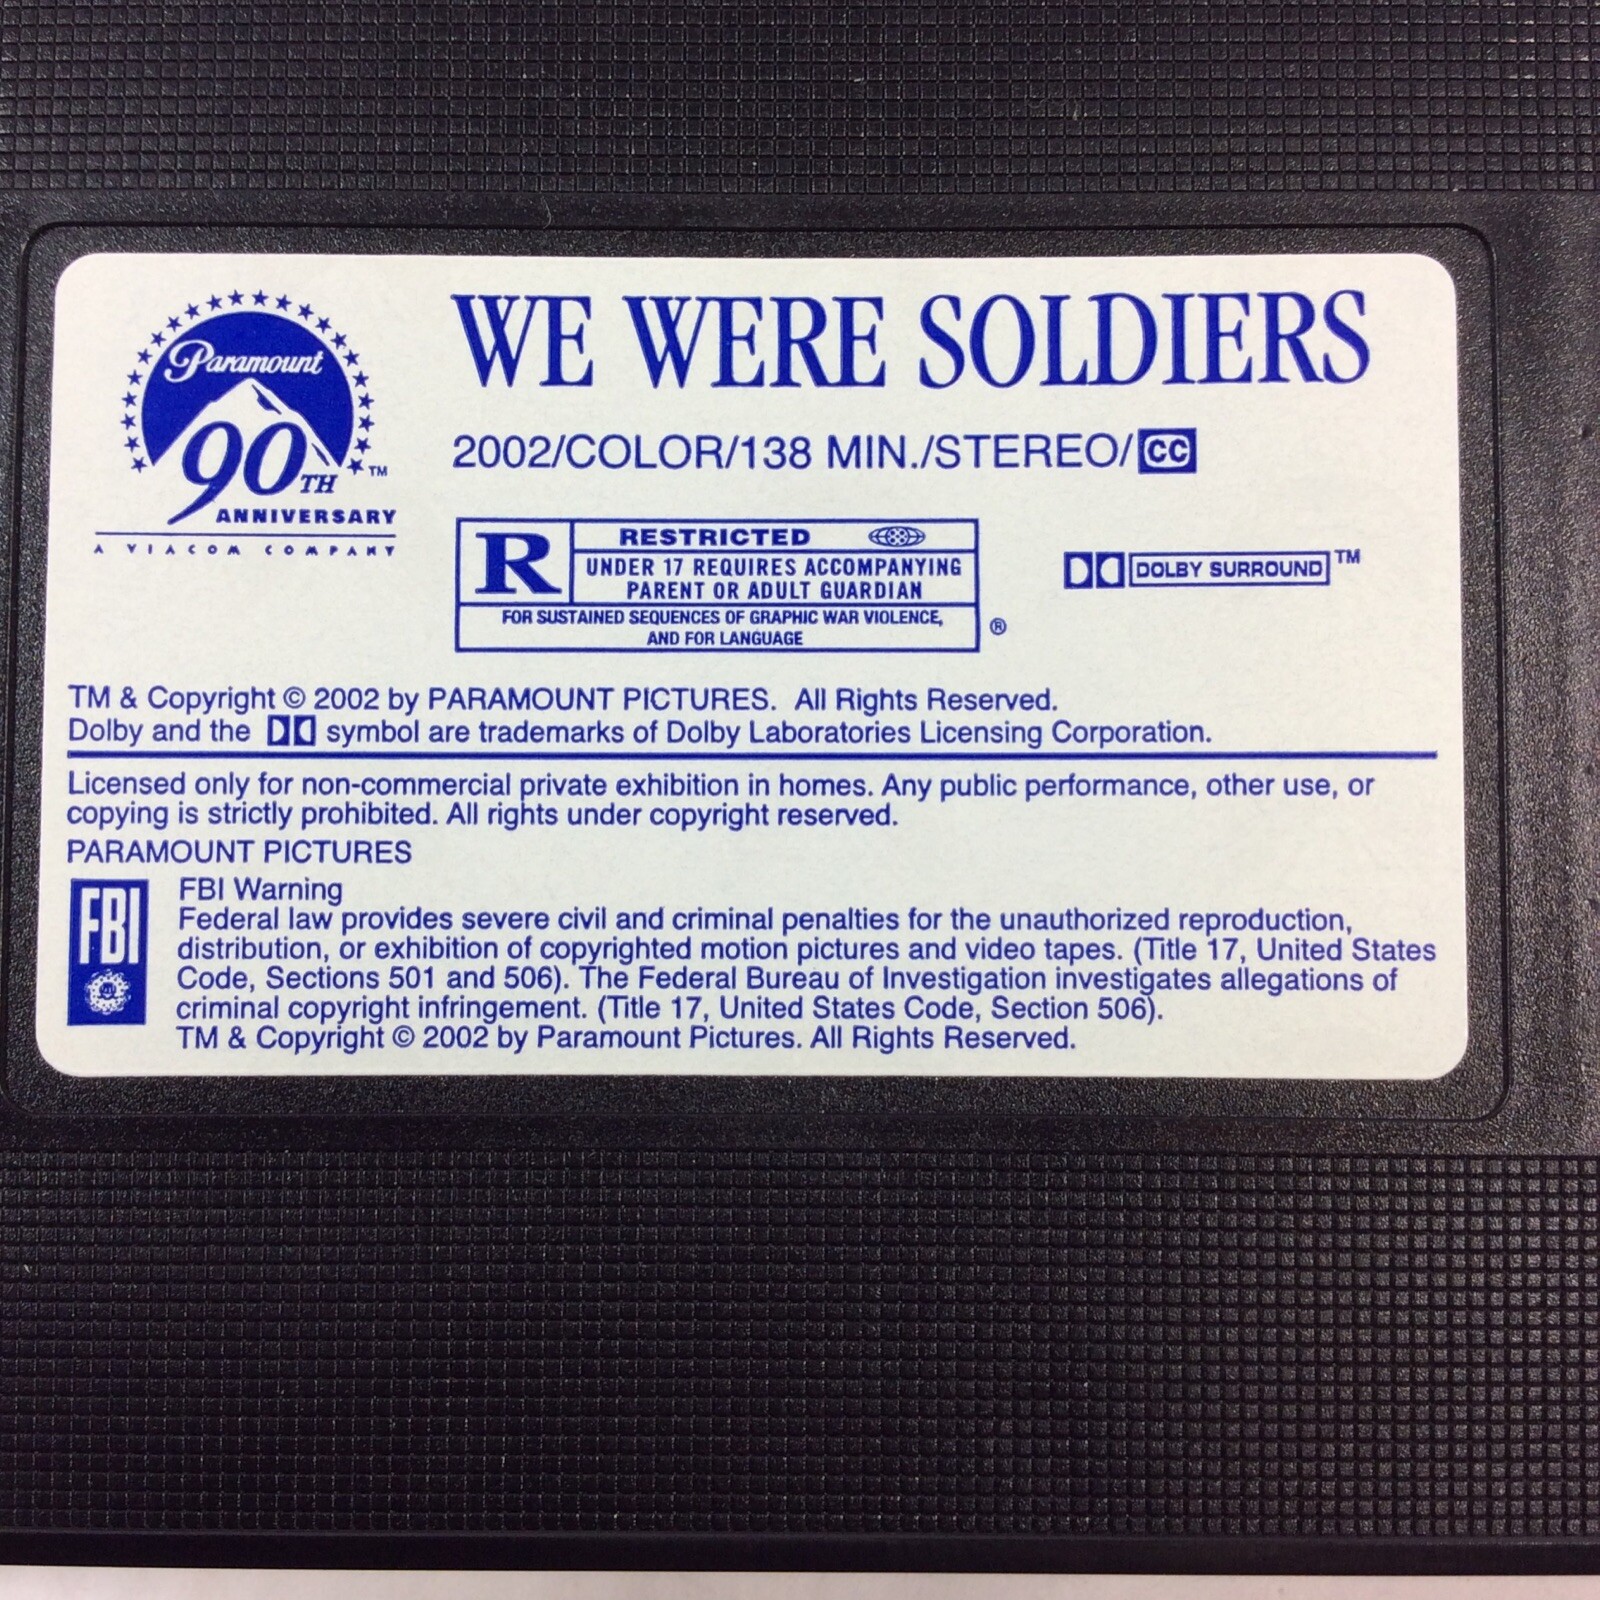 Paramount
90TH
TM
ANNIVERSARY
A VIACOM COMPANY
WE WERE SOLDIERS
2002/COLOR/138 MIN./STEREO/CC
R
RESTRICTED
UNDER 17 REQUIRES ACCOMPANYING
PARENT OR ADULT GUARDIAN
FOR SUSTAINED SEQUENCES OF GRAPHIC WAR VIOLENCE,
AND FOR LANGUAGE
®
DOLBY SURROUND TM
TM & Copyright © 2002 by PARAMOUNT PICTURES. All Rights Reserved.
Dolby and the symbol are trademarks of Dolby Laboratories Licensing Corporation.
Licensed only for non-commercial private exhibition in homes. Any public performance, other use, or
copying is strictly prohibited. All rights under copyright reserved.
PARAMOUNT PICTURES
FBI
FBI Warning
Federal law provides severe civil and criminal penalties for the unauthorized reproduction,
distribution, or exhibition of copyrighted motion pictures and video tapes. (Title 17, United States
Code, Sections 501 and 506). The Federal Bureau of Investigation investigates allegations of
criminal copyright infringement. (Title 17, United States Code, Section 506).
TM & Copyright © 2002 by Paramount Pictures. All Rights Reserved.